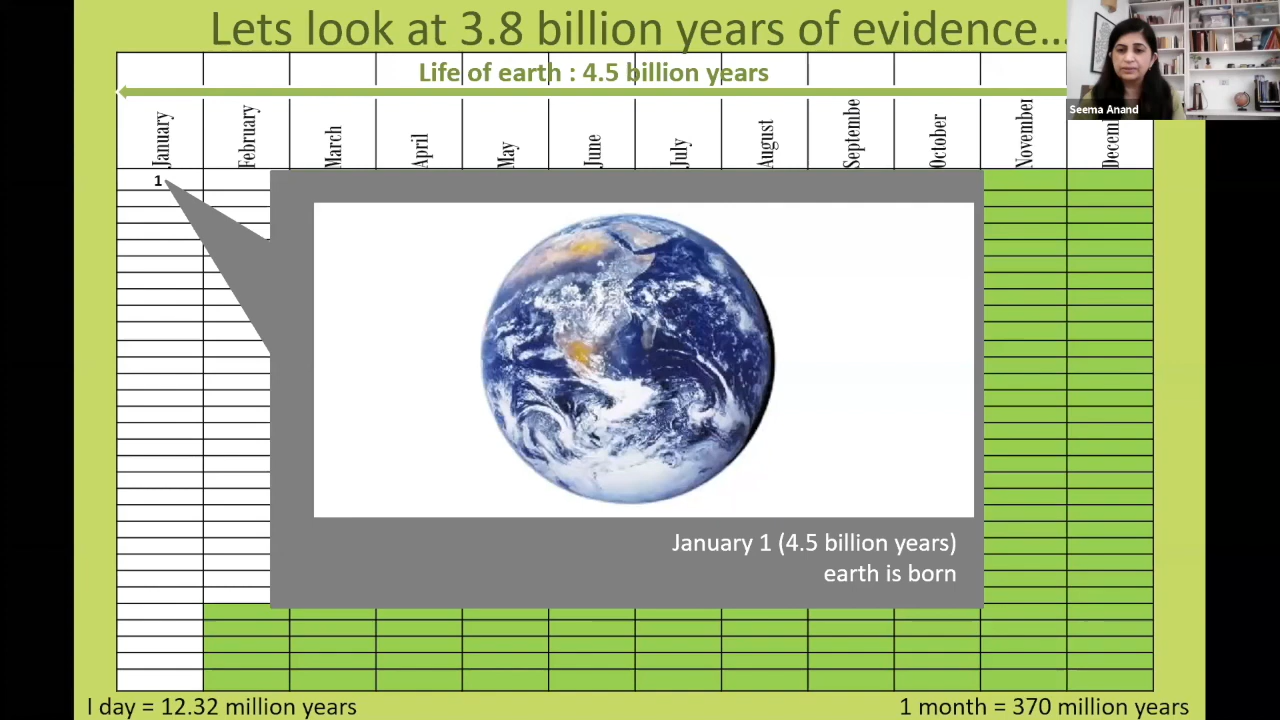 Lets look at 3.8 billion years of evidence...
Seema Anand
Life of earth : 4.5 billion years
January
February
March
April
May
June
July
August
Septembe
October
November
Decem
1
January 1 (4.5 billion years)
earth is born
I day = 12.32 million years
1 month = 370 million years